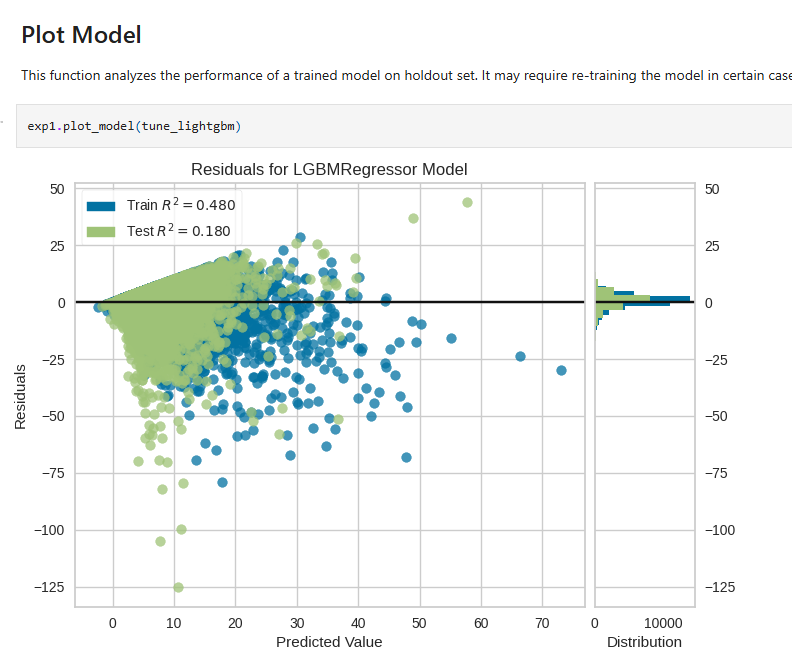 Plot Model
This function analyzes the performance of a trained model on holdout set. It may require re-training the model in certain case
exp1.plot_model(tune_lightgbm)
Residuals for LGBMRegressor Model
Train R² = 0.480
Test R² = 0.180
50
25
0
−25
−50
−75
−100
−125
Residuals
0 10 20 30 40 50 60 70
Predicted Value
50
25
0
−25
−50
−75
−100
−125
0 10000
Distribution